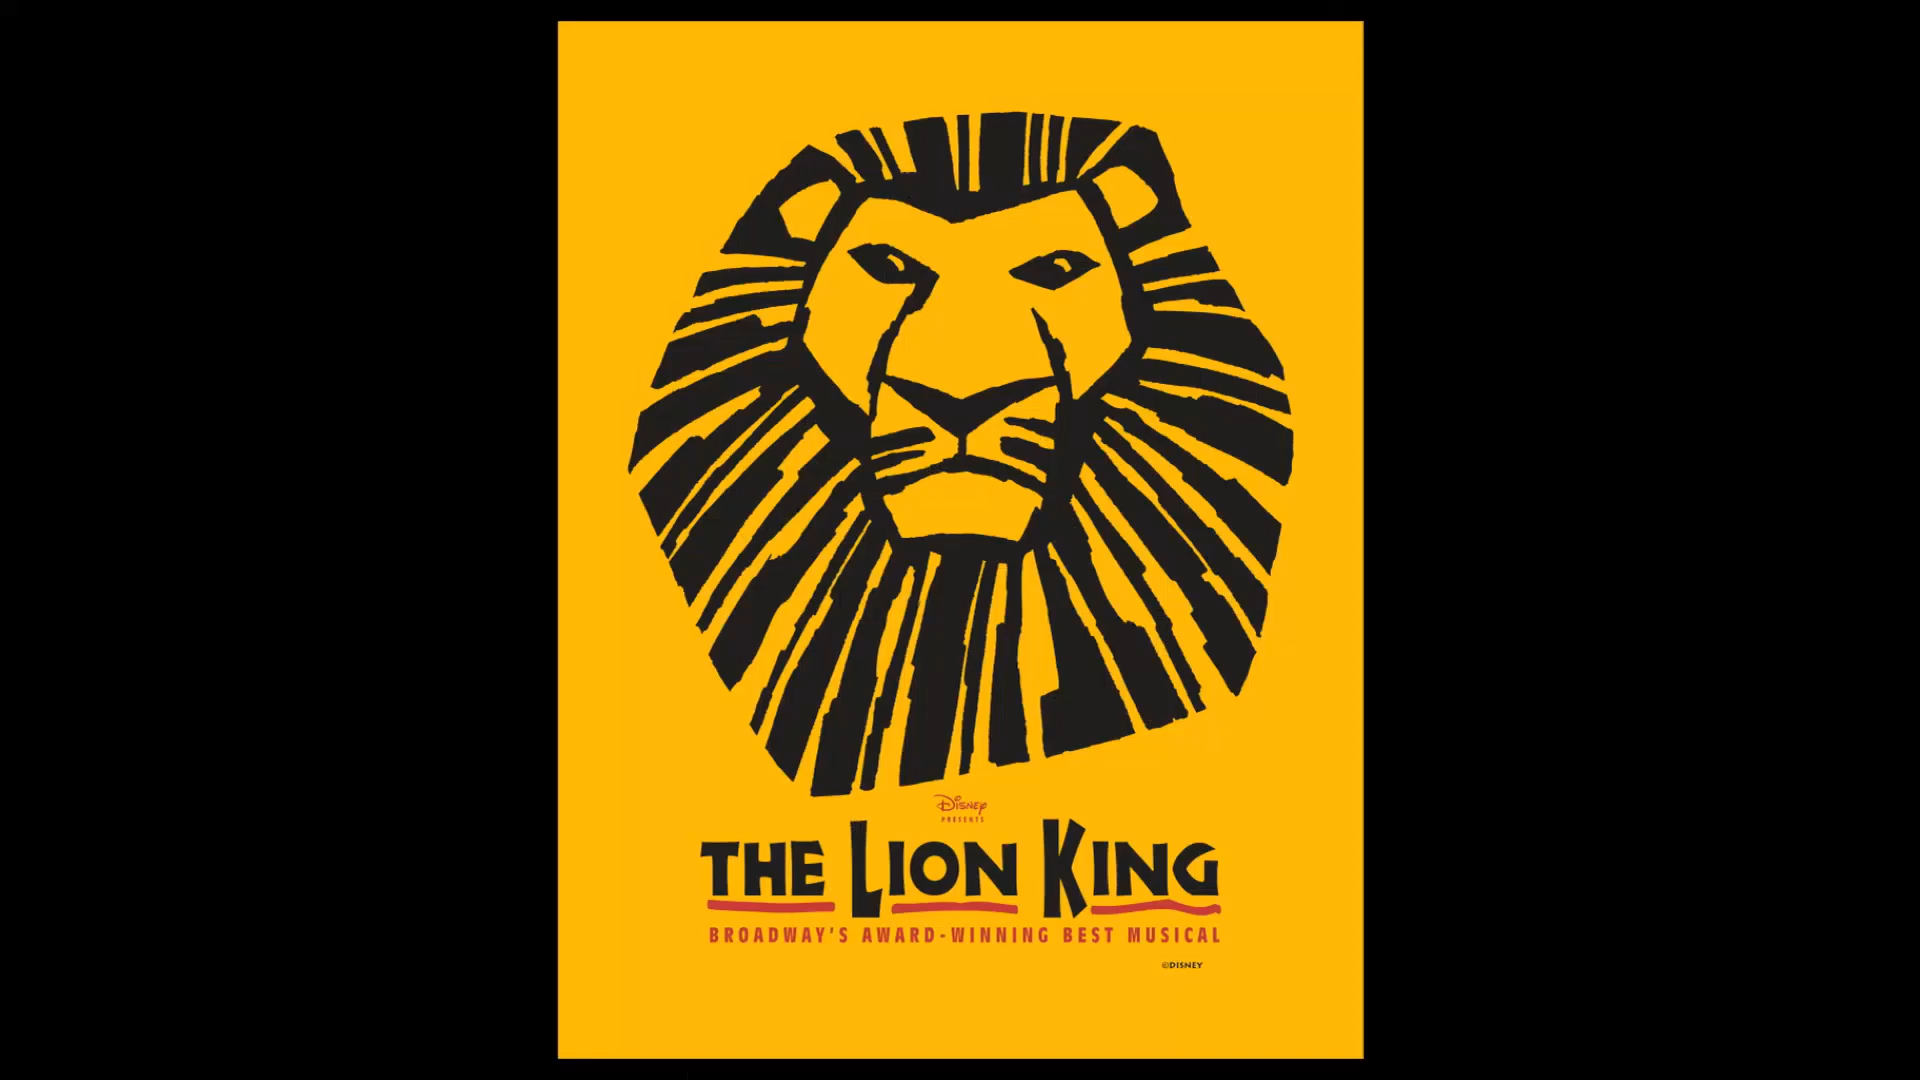 Disney
PRESENTS
THE LION KING
BROADWAY'S AWARD-WINNING BEST MUSICAL
©DISNEY